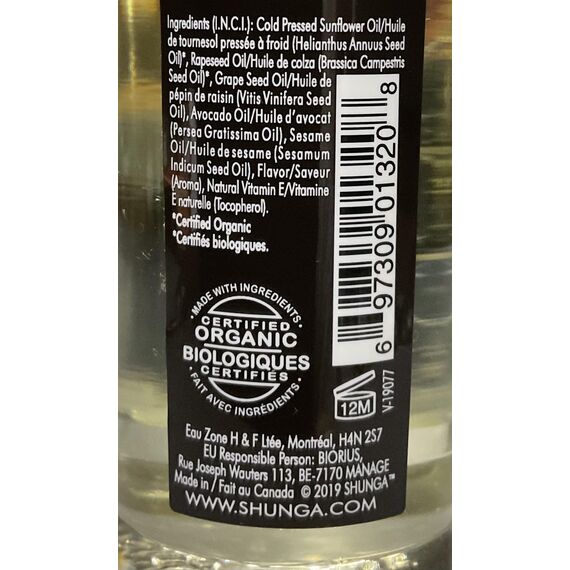 Ingredients (I.N.C.I.): Cold Pressed Sunflower Oil/Huile
de tournesol pressée à froid (Helianthus Annuus Seed
Oil)*, Rapeseed Oil/Huile de colza (Brassica Campestris
Seed Oil)*, Grape Seed Oil/Huile de
pépin de raisin (Vitis Vinifera Seed
Oil), Avocado Oil/Huile d'avocat
(Persea Gratissima Oil), Sesame
Oil/Huile de sesame (Sesamum
Indicum Seed Oil), Flavor/Saveur
(Aroma), Natural Vitamin E/Vitamine
E naturelle (Tocopherol).
*Certified Organic
*Certifiés biologiques.
6 97309 01320 8
• MADE WITH INGREDIENTS •
CERTIFIED
ORGANIC
BIOLOGIQUES
CERTIFIÉS
• FAIT AVEC INGRÉDIENTS •
12M
V-19077
Eau Zone H & F Ltée, Montréal, H4N 2S7
EU Responsible Person: BIORIUS,
Rue Joseph Wauters 113, BE-7170 MANAGE
Made in / Fait au Canada © 2019 SHUNGA™
WWW.SHUNGA.COM